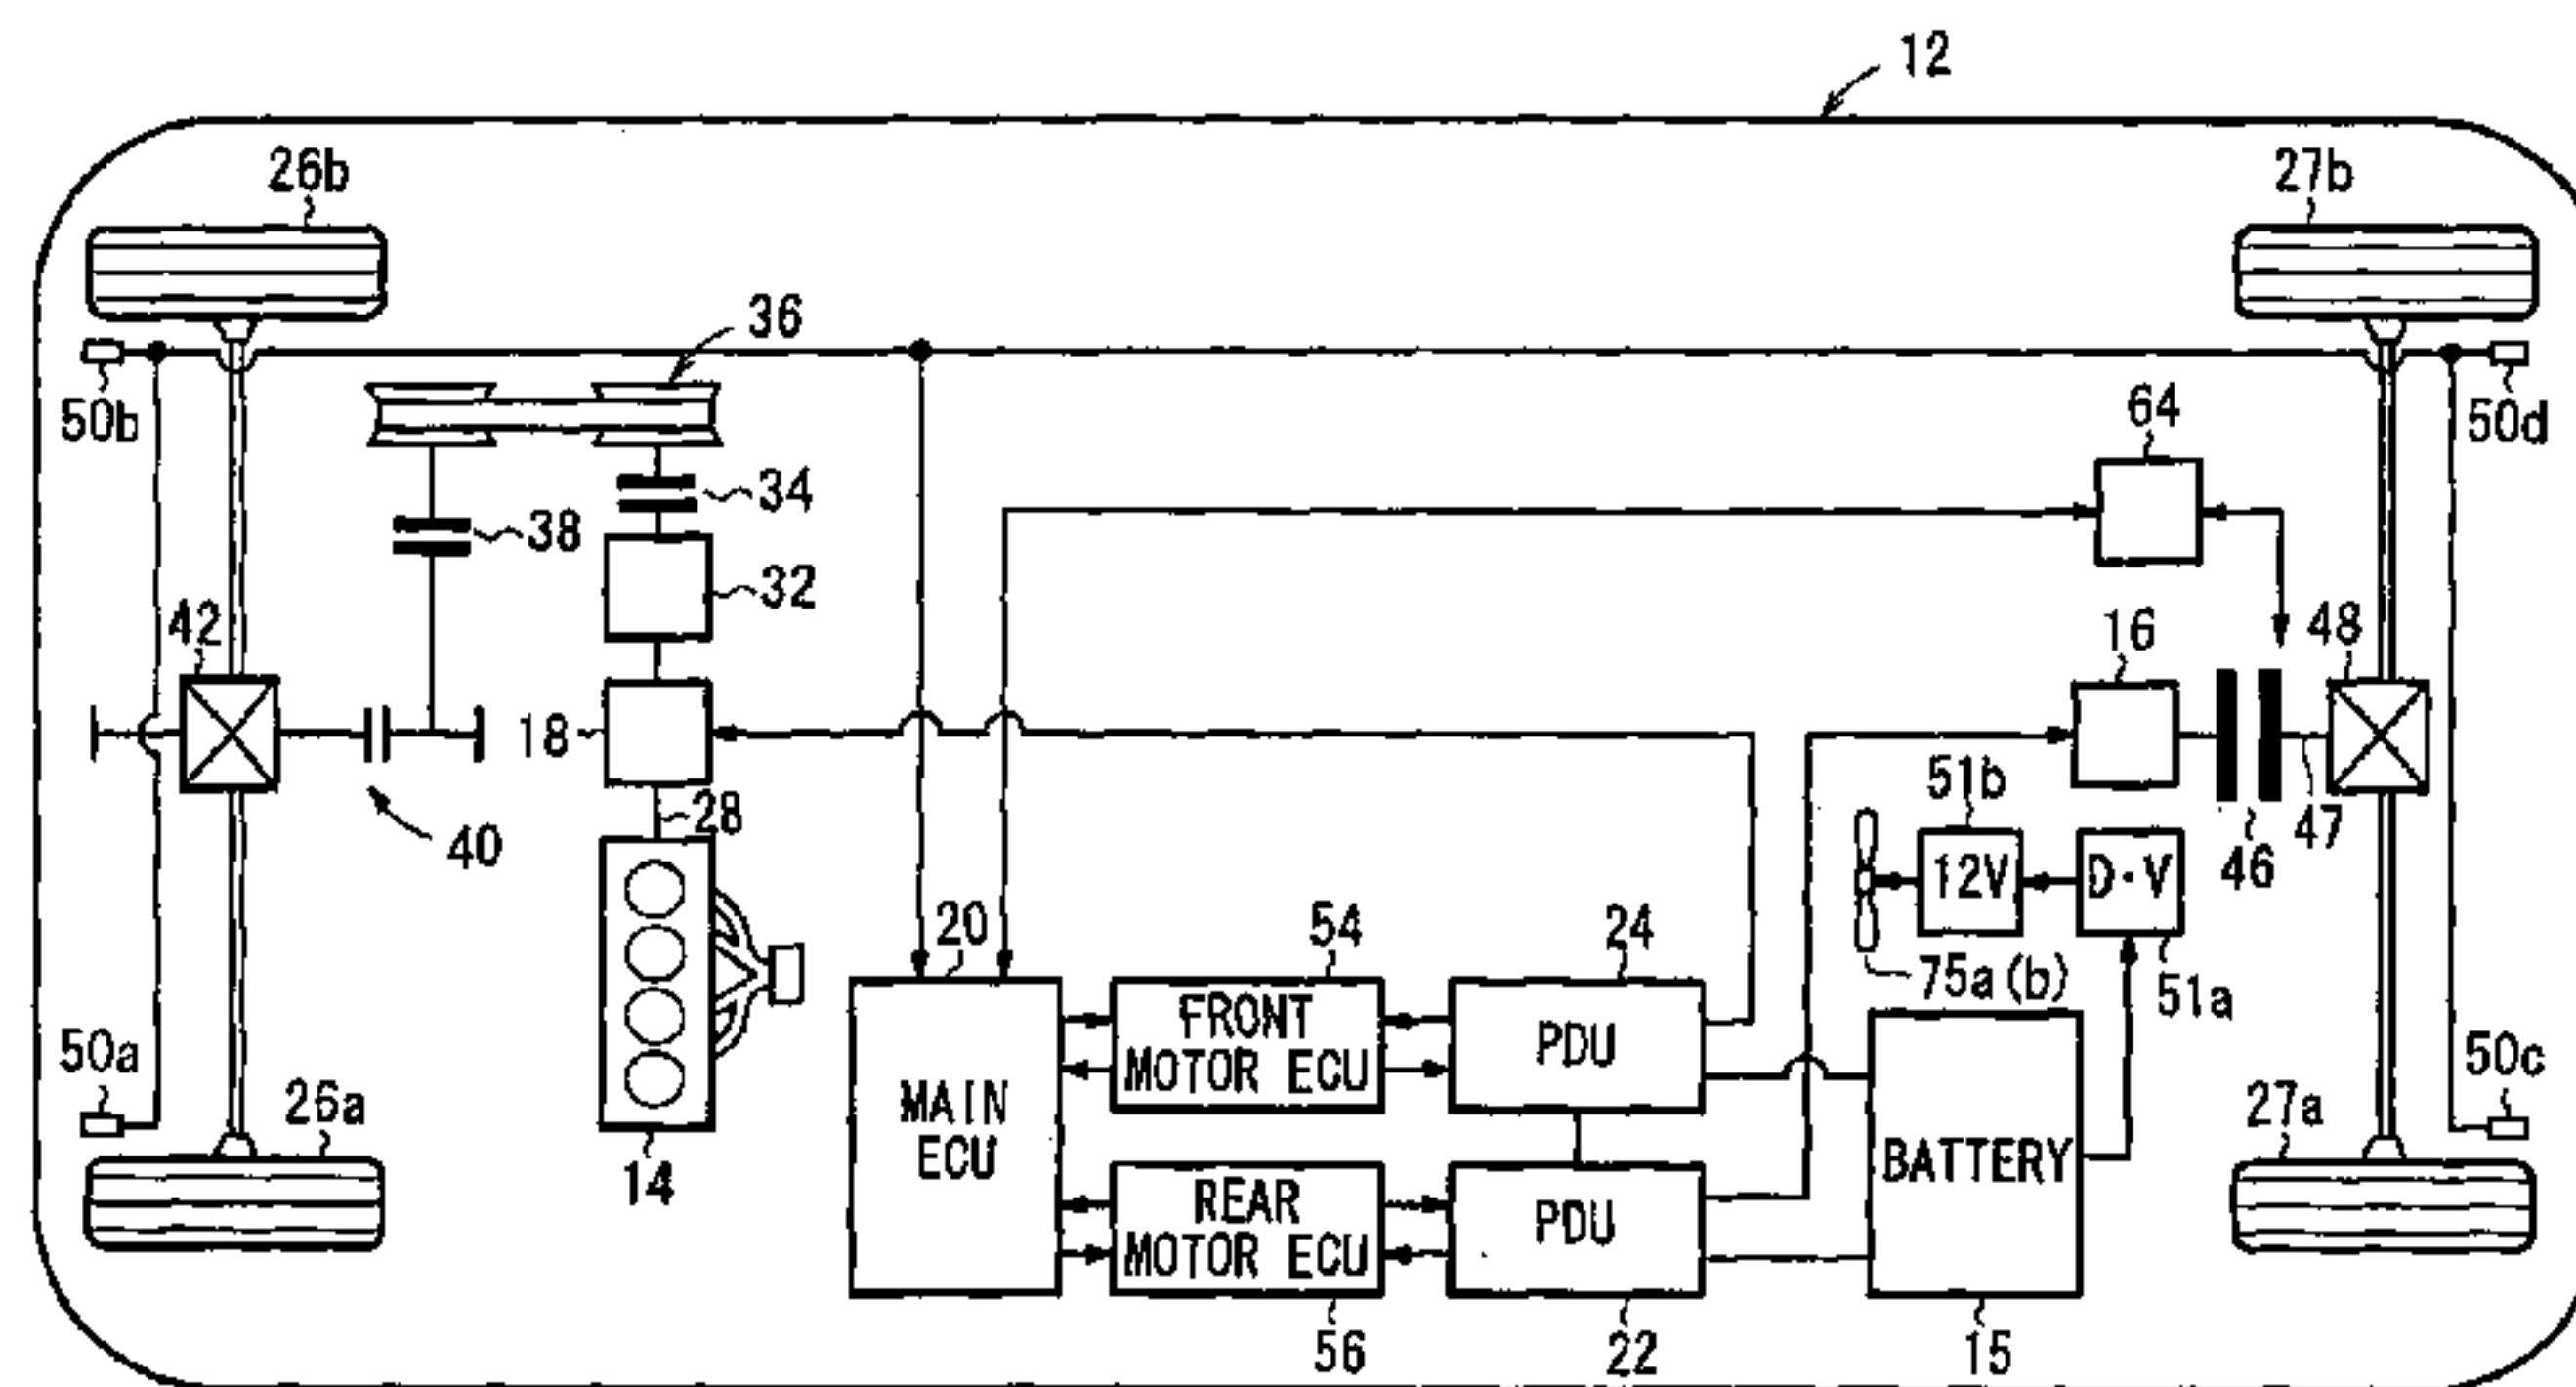 12
26b
27b
36
50b
50d
64
34
38
32
42
16
48
18
51b
28
47
40
12V
D·V
46
20
54
24
75a (b)
51a
FRONT
MOTOR ECU
PDU
50a
50c
26a
MAIN
ECU
27a
BATTERY
14
REAR
MOTOR ECU
PDU
56
22
15